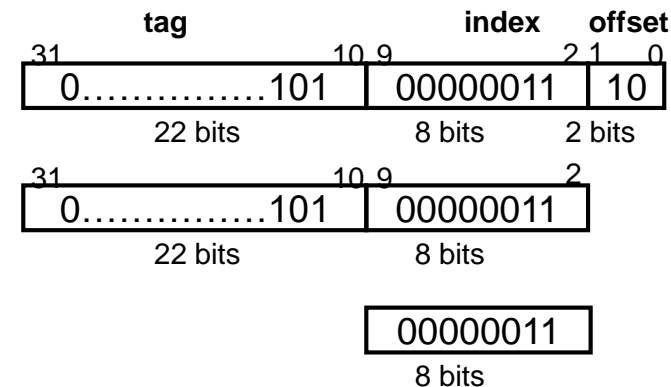 tag index offset
31 10 9 2 1 0
0...............101 00000011 10
22 bits 8 bits 2 bits
31 10 9 2
0...............101 00000011
22 bits 8 bits
00000011
8 bits